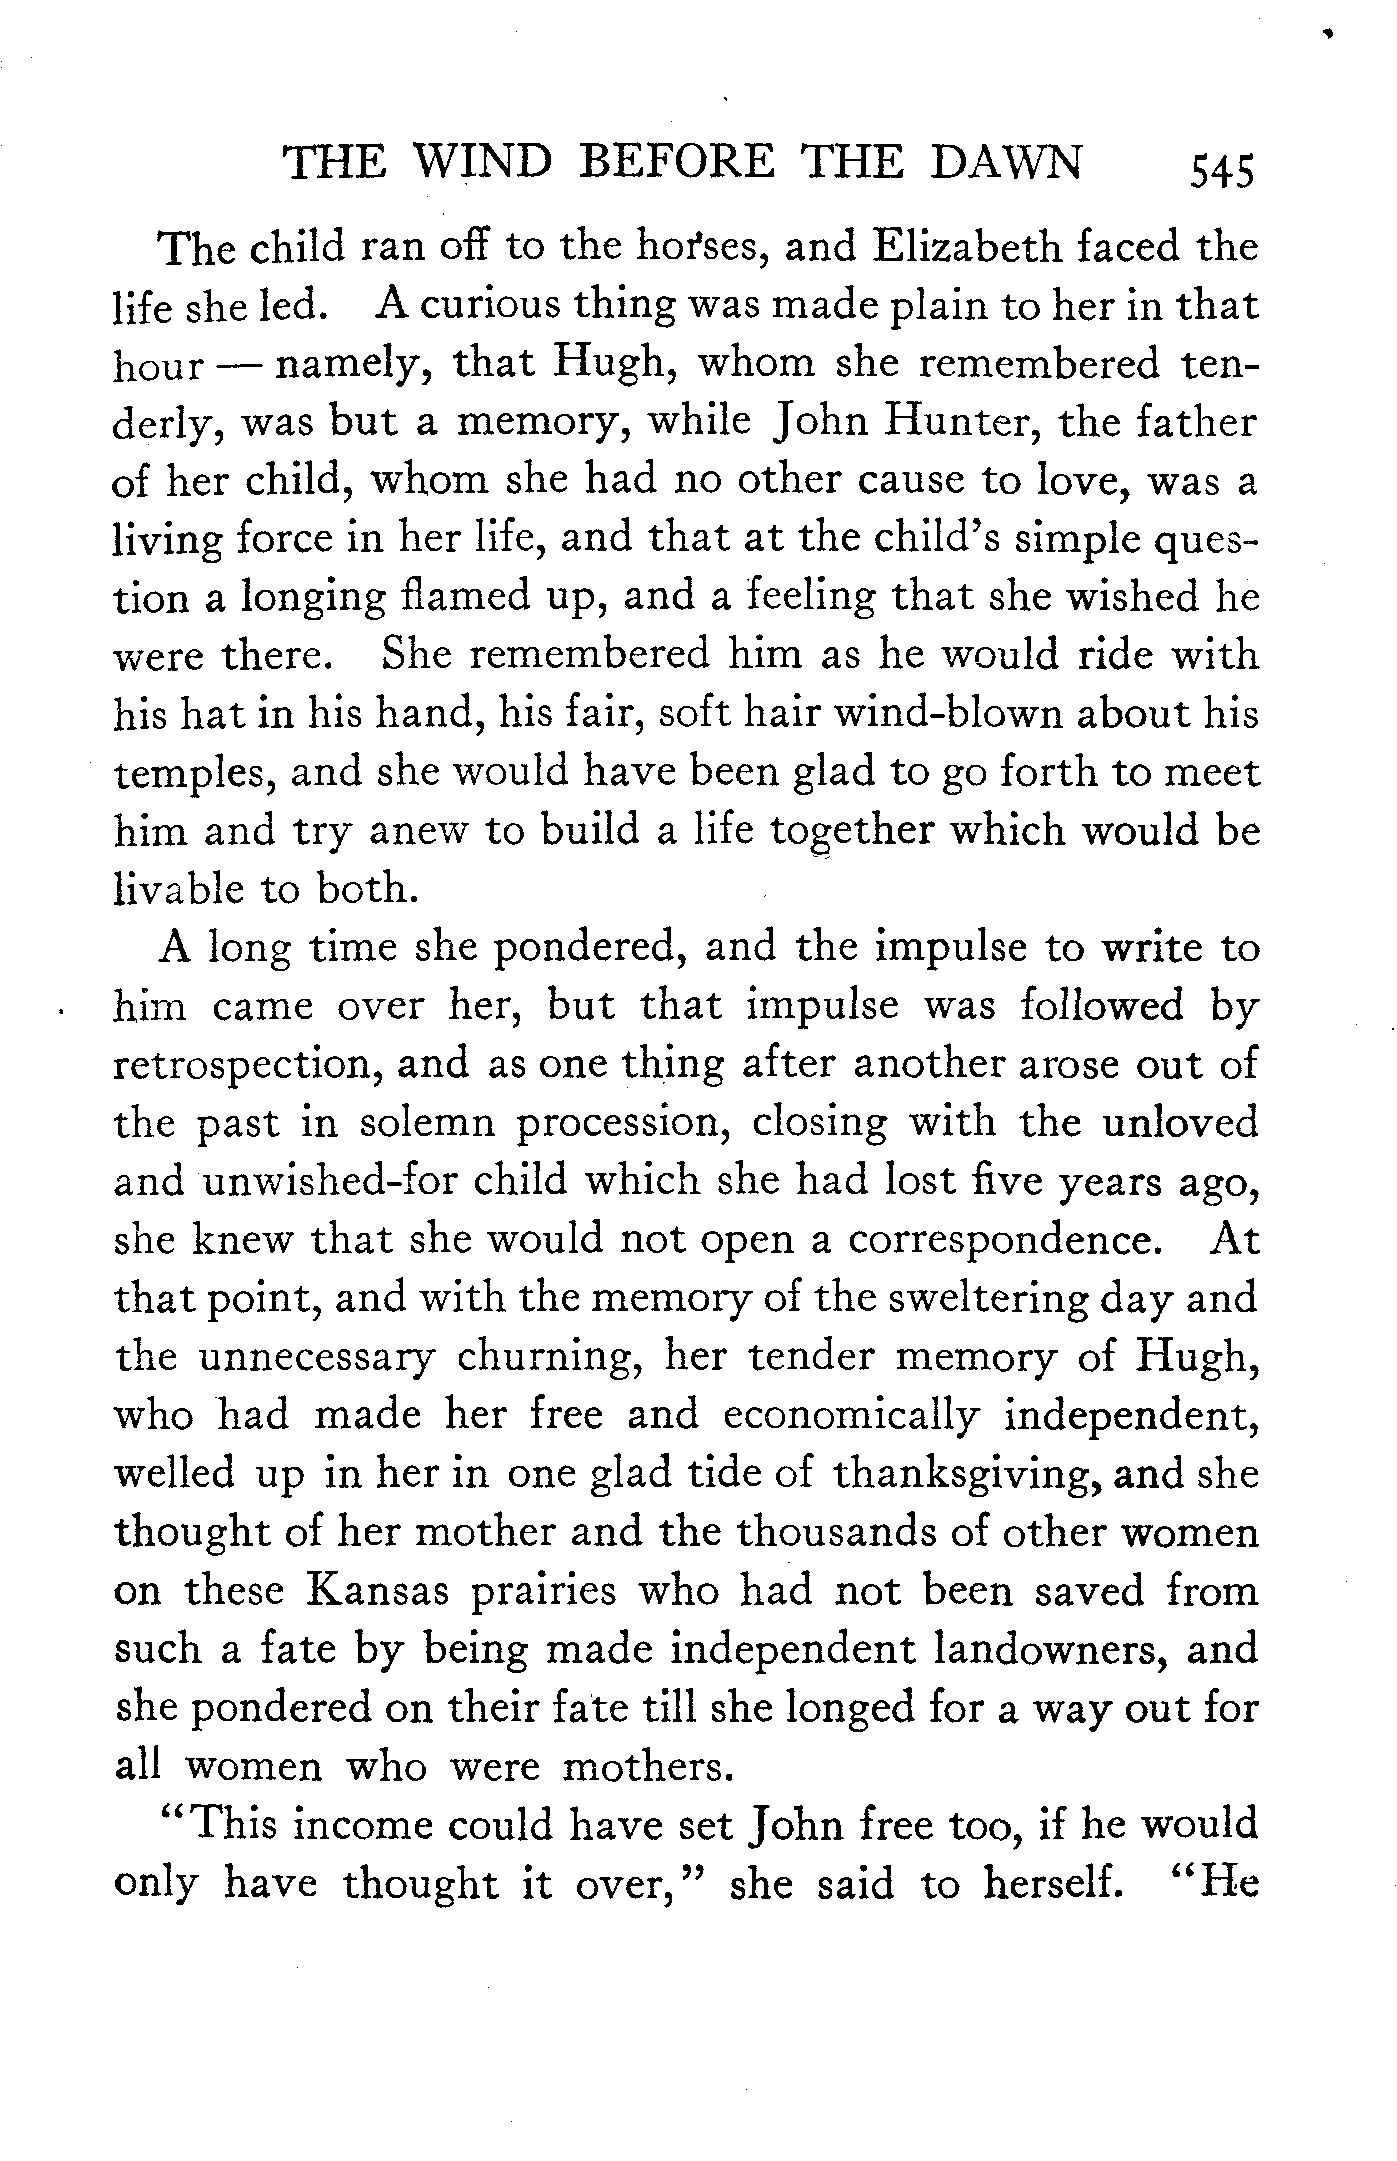 THE WIND BEFORE THE DAWN 545
The child ran off to the horses, and Elizabeth faced the
life she led. A curious thing was made plain to her in that
hour — namely, that Hugh, whom she remembered ten-
derly, was but a memory, while John Hunter, the father
of her child, whom she had no other cause to love, was a
living force in her life, and that at the child's simple ques-
tion a longing flamed up, and a feeling that she wished he
were there. She remembered him as he would ride with
his hat in his hand, his fair, soft hair wind-blown about his
temples, and she would have been glad to go forth to meet
him and try anew to build a life together which would be
livable to both.
A long time she pondered, and the impulse to write to
him came over her, but that impulse was followed by
retrospection, and as one thing after another arose out of
the past in solemn procession, closing with the unloved
and unwished-for child which she had lost five years ago,
she knew that she would not open a correspondence. At
that point, and with the memory of the sweltering day and
the unnecessary churning, her tender memory of Hugh,
who had made her free and economically independent,
welled up in her in one glad tide of thanksgiving, and she
thought of her mother and the thousands of other women
on these Kansas prairies who had not been saved from
such a fate by being made independent landowners, and
she pondered on their fate till she longed for a way out for
all women who were mothers.
"This income could have set John free too, if he would
only have thought it over," she said to herself. "He